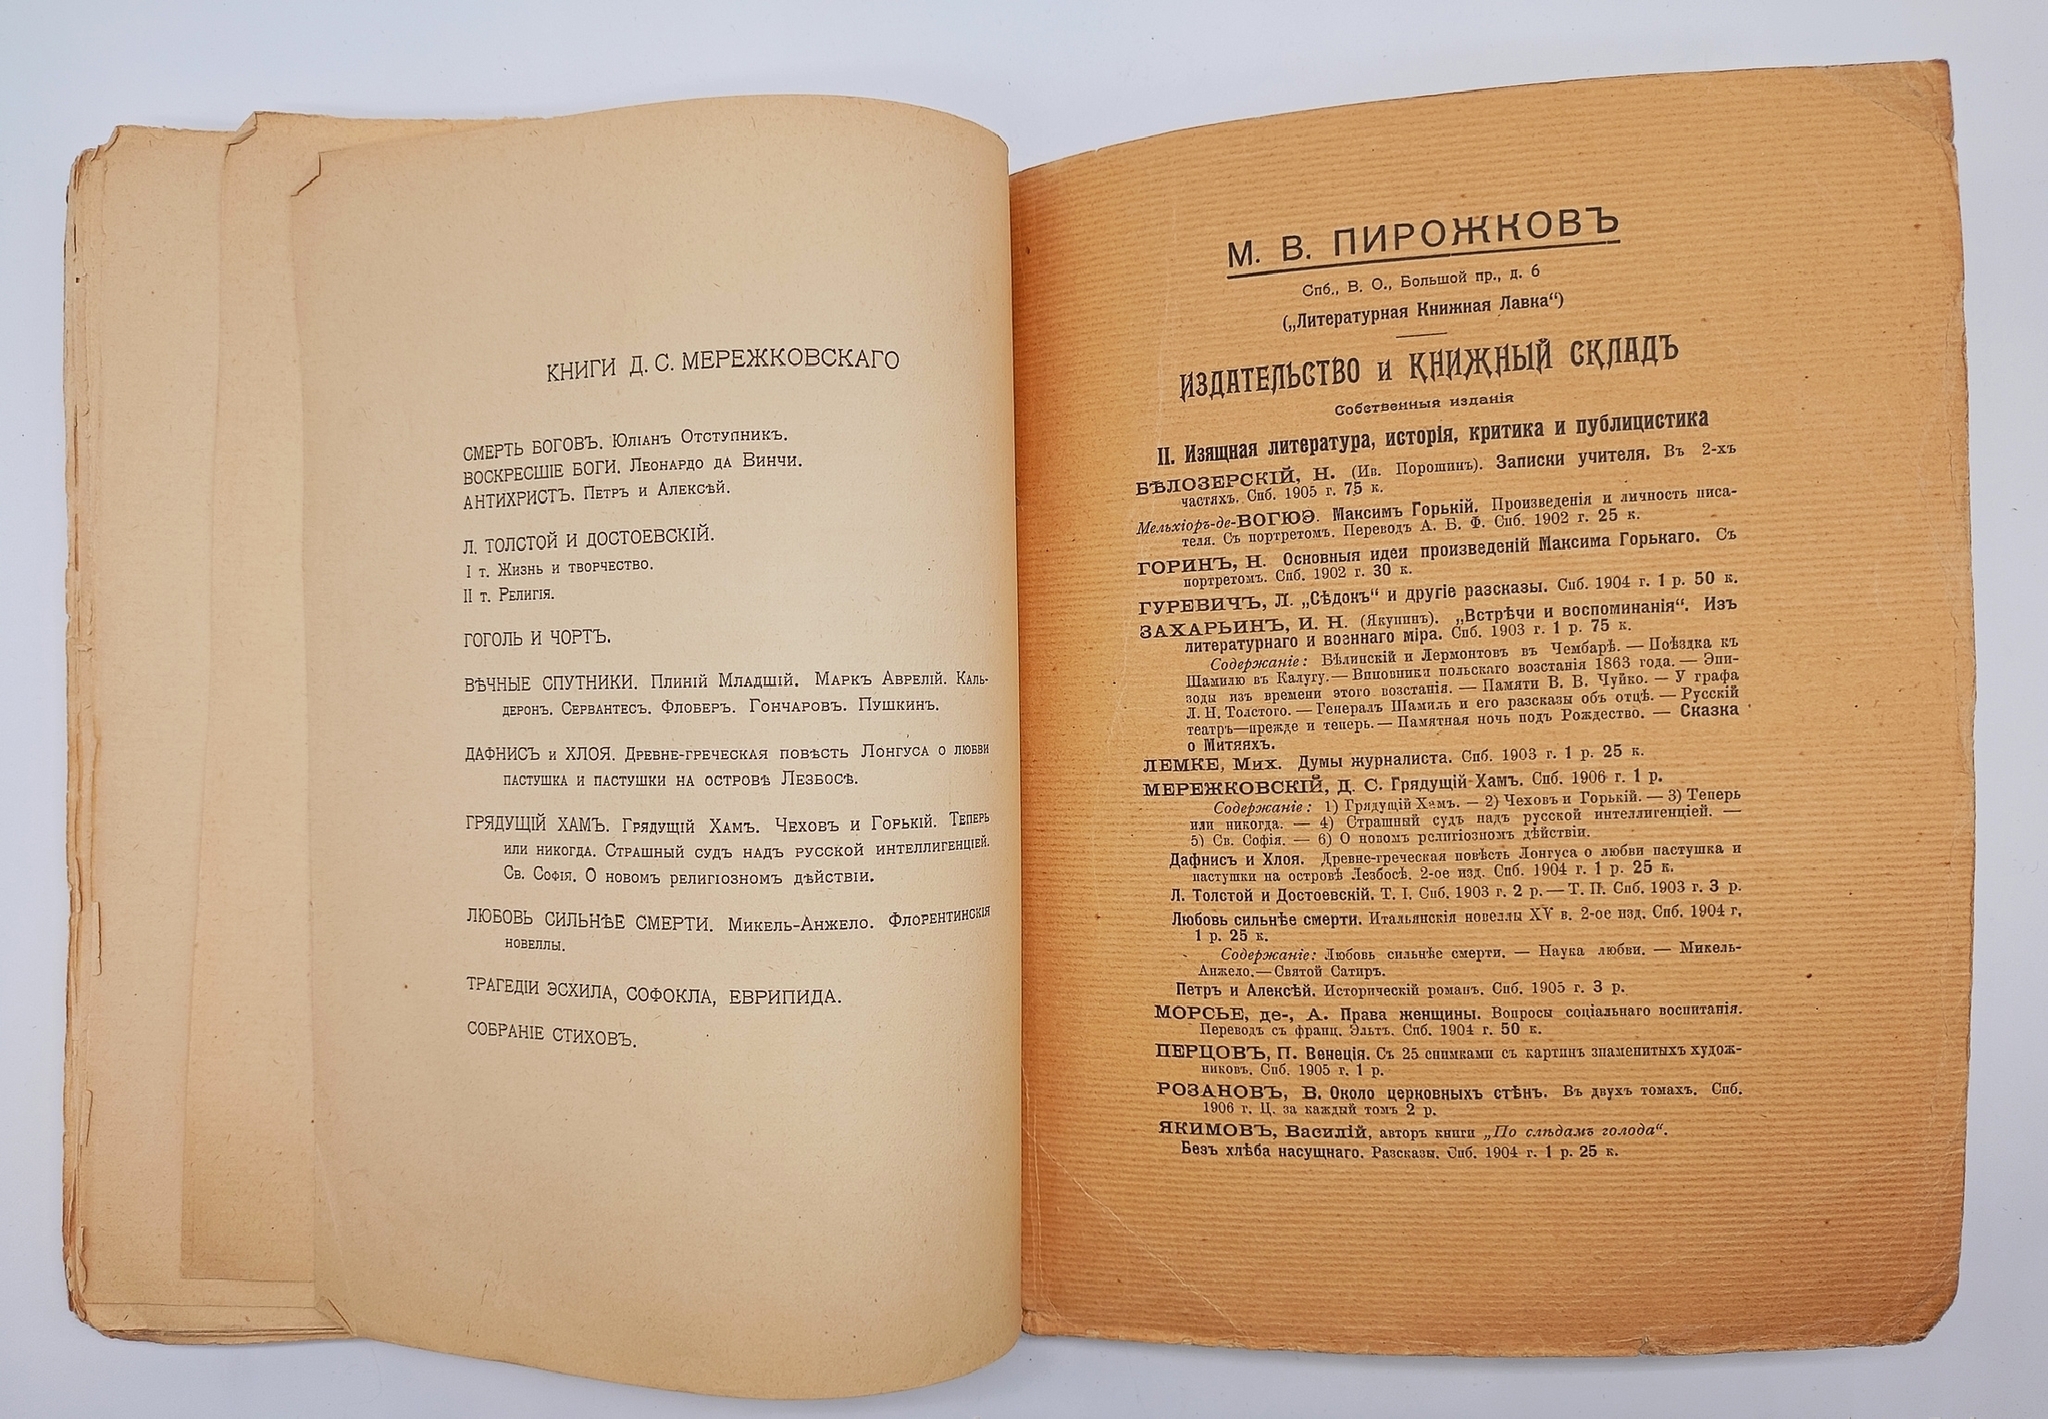 КНИГИ Д. С. МЕРЕЖКОВСКАГО
СМЕРТЬ БОГОВЪ. Юліанъ Отступникъ.
ВОСКРЕСШІЕ БОГИ. Леонардо да Винчи.
АНТИХРИСТЪ. Петръ и Алексѣй.
Л. ТОЛСТОЙ И ДОСТОЕВСКІЙ.
I т. Жизнь и творчество.
II т. Религія.
ГОГОЛЬ И ЧОРТЪ.
ВѢЧНЫЕ СПУТНИКИ. Плиній Младшій. Маркъ Аврелій. Каль-
деронъ. Сервантесъ. Флоберъ. Гончаровъ. Пушкинъ.
ДАФНИСЪ и ХЛОЯ. Древне-греческая повѣсть Лонгуса о любви
пастушка и пастушки на островѣ Лезбосѣ.
ГРЯДУЩІЙ ХАМЪ. Грядущій Хамъ. Чеховъ и Горькій. Теперь
или никогда. Страшный судъ надъ русской интеллигенціей.
Св. Софія. О новомъ религіозномъ дѣйствіи.
ЛЮБОВЬ СИЛЬНѢЕ СМЕРТИ. Микель-Анжело. Флорентинскія
новеллы.
ТРАГЕДІИ ЭСХИЛА, СОФОКЛА, ЕВРИПИДА.
СОБРАНІЕ СТИХОВЪ.
М. В. ПИРОЖКОВЪ
Спб., В. О., Большой пр., д. 6
(„Литературная Книжная Лавка“)
ИЗДАТЕЛЬСТВО и КНИЖНЫЙ СКЛАДЪ
Собственныя изданія
II. Изящная литература, исторія, критика и публицистика
БѢЛОЗЕРСКІЙ, Н. (Ив. Порошинъ). Записки учителя. Въ 2-хъ
частяхъ. Спб. 1905 г. 75 к.
Мельхіоръ-де-ВОГЮЭ. Максимъ Горькій. Произведенія и личность писа-
теля. Съ портретомъ. Переводъ А. Б. Ф. Спб. 1902 г. 25 к.
ГОРИНЪ, Н. Основныя идеи произведеній Максима Горькаго. Съ
портретомъ. Спб. 1902 г. 30 к.
ГУРЕВИЧЪ, Л. „Сѣдокъ“ и другіе разсказы. Спб. 1904 г. 1 р. 50 к.
ЗАХАРЬИНЪ, И. Н. (Якунинъ). „Встрѣчи и воспоминанія“. Изъ
литературнаго и военнаго міра. Спб. 1903 г. 1 р. 75 к.
Содержаніе: Бѣлинскій и Лермонтовъ въ Чембарѣ. — Поѣздка къ
Шамилю въ Калугу. — Виновники польскаго возстанія 1863 года. — Эпи-
зоды изъ времени этого возстанія. — Памяти В. В. Чуйко. — У графа
Л. Н. Толстого. — Генералъ Шамиль и его разсказы объ отцѣ. — Русскій
театръ—прежде и теперь. — Памятная ночь подъ Рождество. — Сказка
о Митяяхъ.
ЛЕМКЕ, Мих. Думы журналиста. Спб. 1903 г. 1 р. 25 к.
МЕРЕЖКОВСКІЙ, Д. С. Грядущій Хамъ. Спб. 1906 г. 1 р.
Содержаніе: 1) Грядущій Хамъ. — 2) Чеховъ и Горькій. — 3) Теперь
или никогда. — 4) Страшный судъ надъ русской интеллигенціей. —
5) Св. Софія. — 6) О новомъ религіозномъ дѣйствіи.
Дафнисъ и Хлоя. Древне-греческая повѣсть Лонгуса о любви пастушка и
пастушки на островѣ Лезбосѣ. 2-ое изд. Спб. 1904 г. 1 р. 25 к.
Л. Толстой и Достоевскій. Т. I. Спб. 1903 г. 2 р. — Т. II. Спб. 1903 г. 3 р.
Любовь сильнѣе смерти. Итальянскія новеллы XV в. 2-ое изд. Спб. 1904 г.
1 р. 25 к.
Содержаніе: Любовь сильнѣе смерти. — Наука любви. — Микель-
Анжело. — Святой Сатиръ.
Петръ и Алексѣй. Историческій романъ. Спб. 1905 г. 3 р.
МОРСЬЕ, де-, А. Права женщины. Вопросы соціальнаго воспитанія.
Переводъ съ франц. Эльтъ. Спб. 1904 г. 50 к.
ПЕРЦОВЪ, П. Венеція. Съ 25 снимками съ картинъ знаменитыхъ худож-
никовъ. Спб. 1905 г. 1 р.
РОЗАНОВЪ, В. Около церковныхъ стѣнъ. Въ двухъ томахъ. Спб.
1906 г. Ц. за каждый томъ 2 р.
ЯКИМОВЪ, Василій, авторъ книги „По слѣдамъ голода“.
Безъ хлѣба насущнаго. Разсказы. Спб. 1904 г. 1 р. 25 к.